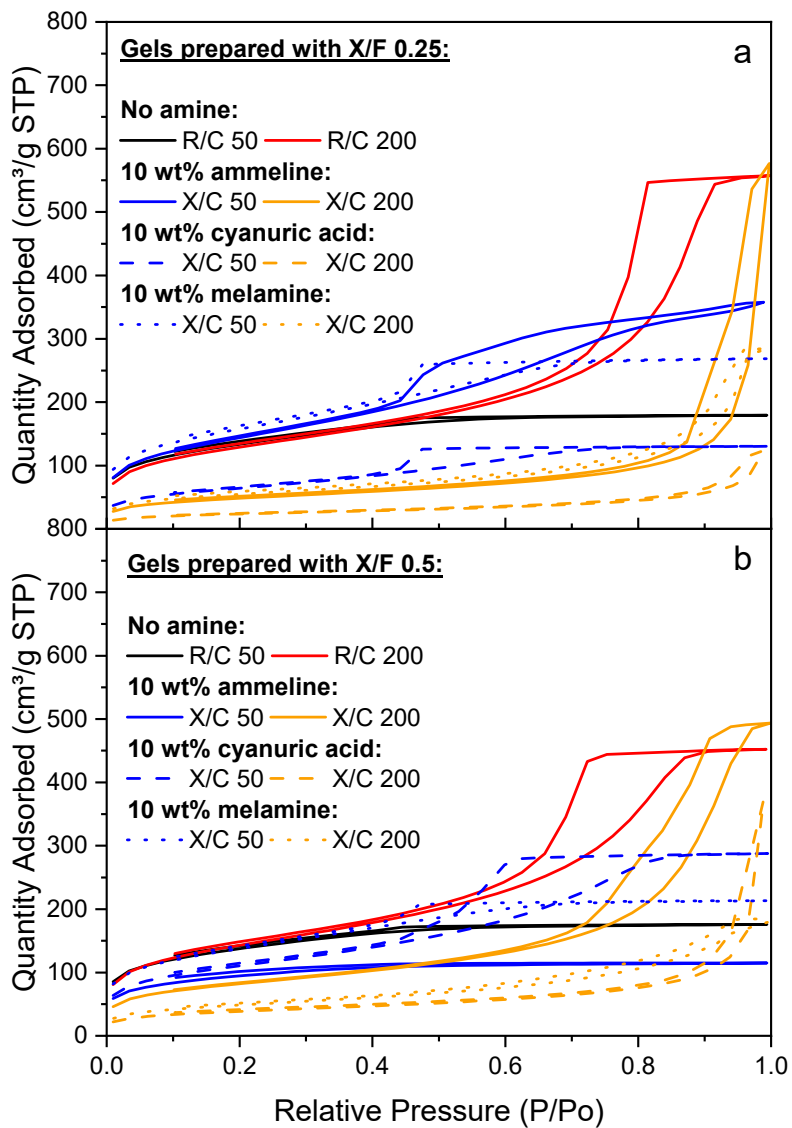 800
700
600
500
400
300
200
100
800
Quantity Adsorbed (cm³/g STP)
a
Gels prepared with X/F 0.25:
No amine:
R/C 50 R/C 200
10 wt% ammeline:
X/C 50 X/C 200
10 wt% cyanuric acid:
X/C 50 X/C 200
10 wt% melamine:
X/C 50 X/C 200
700
600
500
400
300
200
100
0
Quantity Adsorbed (cm³/g STP)
b
Gels prepared with X/F 0.5:
No amine:
R/C 50 R/C 200
10 wt% ammeline:
X/C 50 X/C 200
10 wt% cyanuric acid:
X/C 50 X/C 200
10 wt% melamine:
X/C 50 X/C 200
0.0 0.2 0.4 0.6 0.8 1.0
Relative Pressure (P/Po)